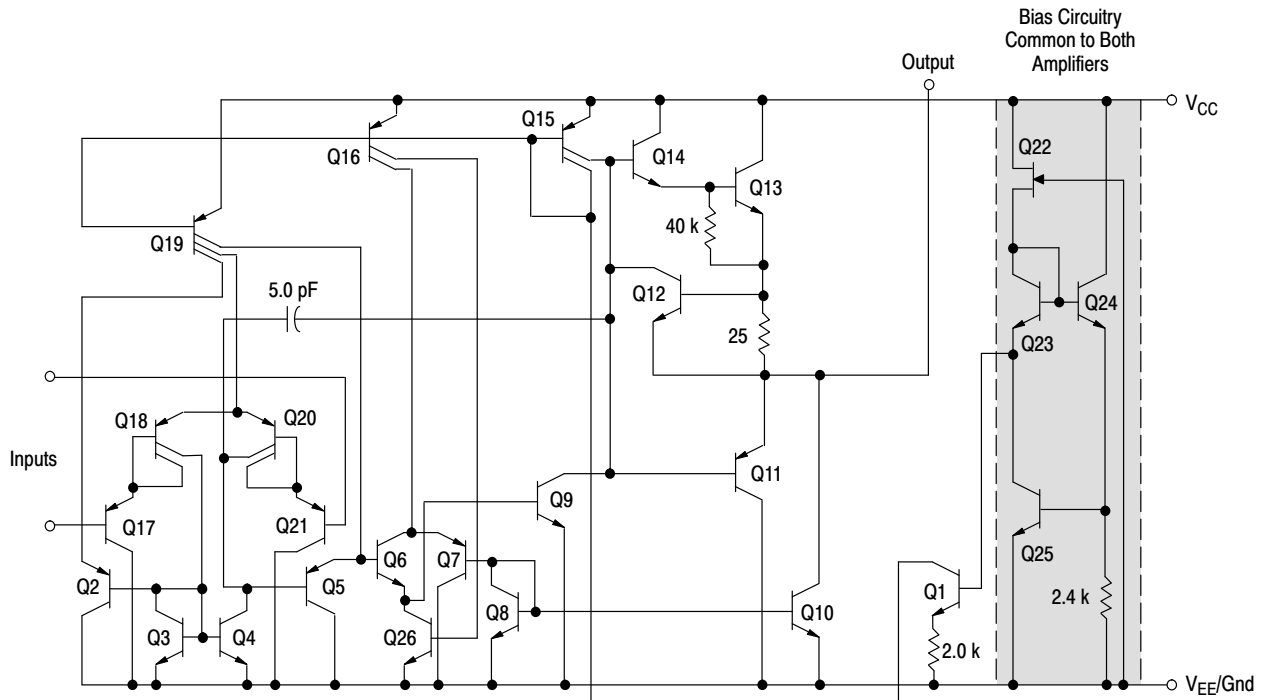 Bias Circuitry
Common to Both
Amplifiers
Output
VCC
Q15
Q22
Q16
Q14
Q13
40 k
Q19
5.0 pF
Q12
Q24
25
Q23
Q18
Q20
Inputs
Q11
Q9
Q17
Q21
Q6
Q7
Q25
Q2
Q5
Q1
2.4 k
Q8
Q10
Q3
Q4
Q26
2.0 k
VEE/Gnd